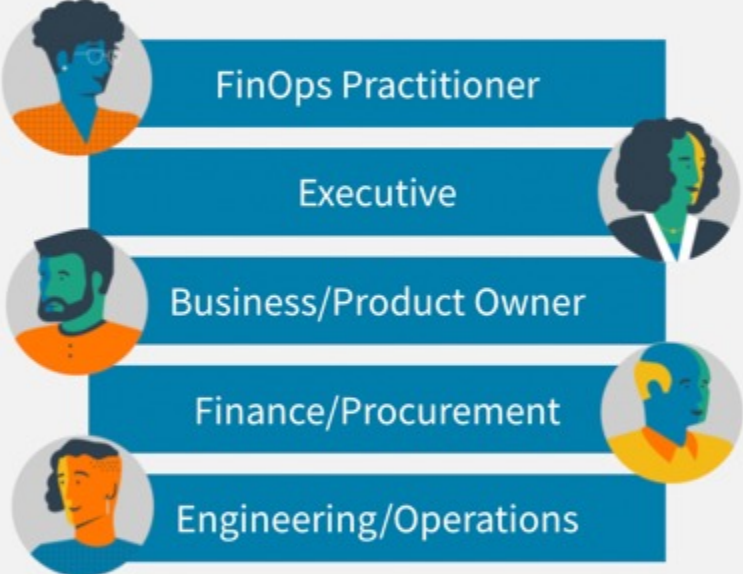 FinOps Practitioner
Executive
Business/Product Owner
Finance/Procurement
Engineering/Operations